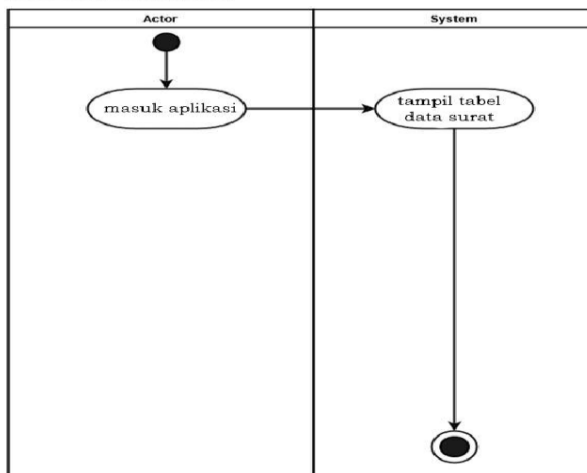 Actor
System
masuk aplikasi
tampil tabel
data surat